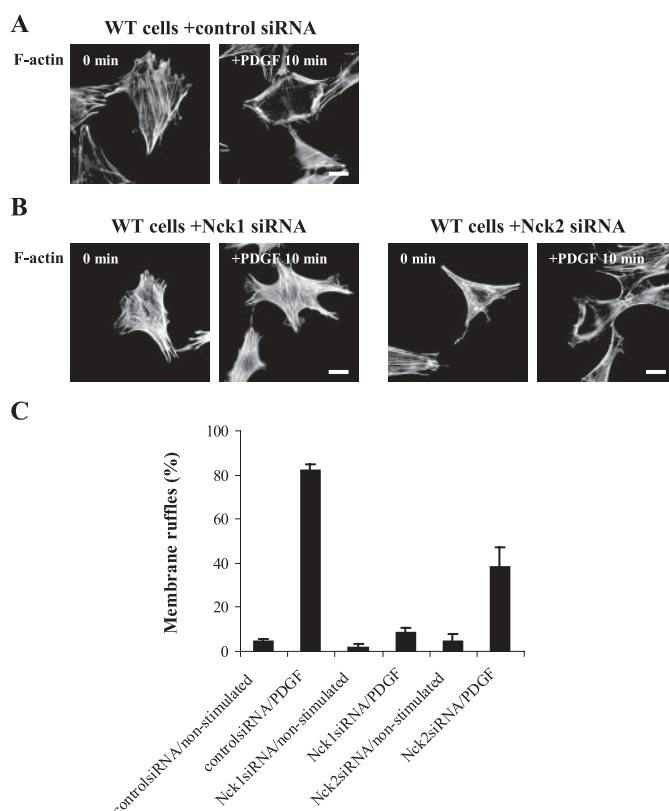 A
WT cells +control siRNA
F-actin
0 min
+PDGF 10 min
B
WT cells +Nck1 siRNA
WT cells +Nck2 siRNA
F-actin
0 min
+PDGF 10 min
0 min
+PDGF 10 min
C
Membrane ruffles (%)
100
80
60
40
20
0
controlsiRNA/non-stimulated
controlsiRNA/PDGF
Nck1siRNA/non-stimulated
Nck1siRNA/PDGF
Nck2siRNA/non-stimulated
Nck2siRNA/PDGF